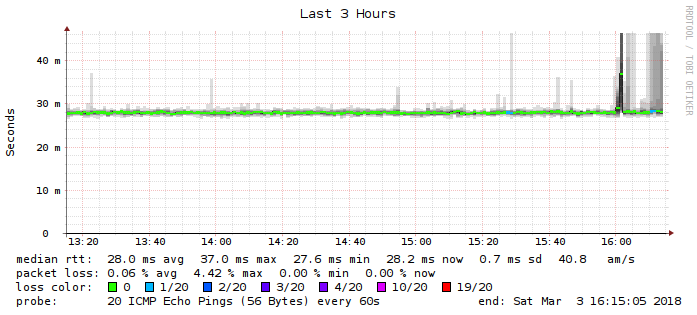 Last 3 Hours
RRDTOOL / TOBI OETIKER
Seconds
40 m
30 m
20 m
10 m
0
13:20 13:40 14:00 14:20 14:40 15:00 15:20 15:40 16:00
median rtt: 28.0 ms avg 37.0 ms max 27.6 ms min 28.2 ms now 0.7 ms sd 40.8 am/s
packet loss: 0.06 % avg 4.42 % max 0.00 % min 0.00 % now
loss color: 0 1/20 2/20 3/20 4/20 10/20 19/20
probe: 20 ICMP Echo Pings (56 Bytes) every 60s end: Sat Mar 3 16:15:05 2018